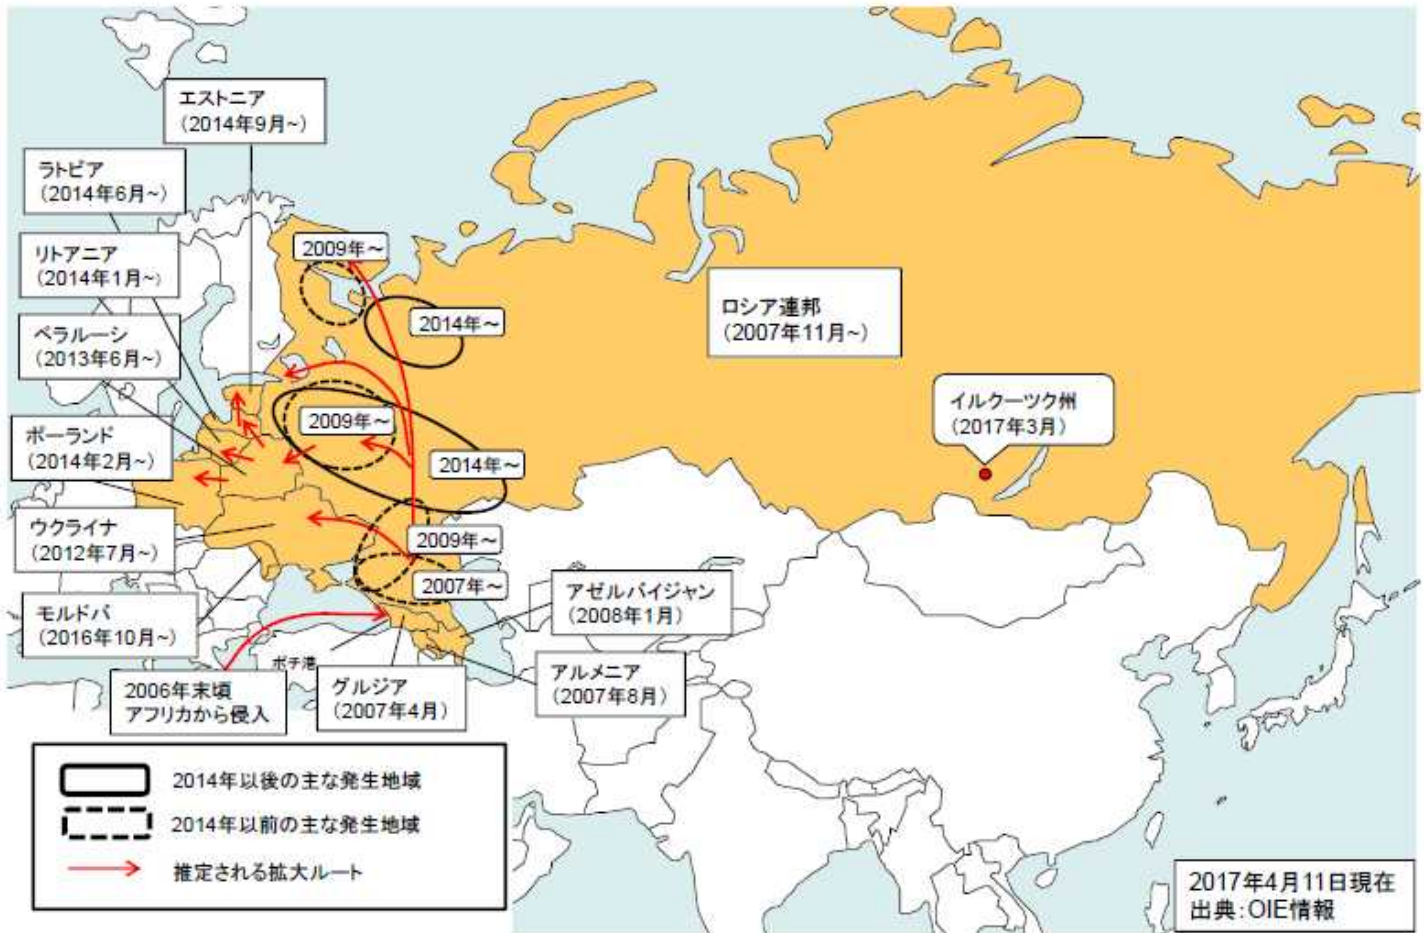 エストニア
(2014年9月~)
ラトビア
(2014年6月~)
リトアニア
(2014年1月~)
ベラルーシ
(2013年6月~)
ポーランド
(2014年2月~)
ウクライナ
(2012年7月~)
モルドバ
(2016年10月~)
2006年末頃
アフリカから侵入
ポチ港
グルジア
(2007年4月)
アルメニア
(2007年8月)
アゼルバイジャン
(2008年1月)
2009年~
2014年~
2009年~
2014年~
2009年~
2007年~
ロシア連邦
(2007年11月~)
イルクーツク州
(2017年3月)
2014年以後の主な発生地域
2014年以前の主な発生地域
推定される拡大ルート
2017年4月11日現在
出典:OIE情報